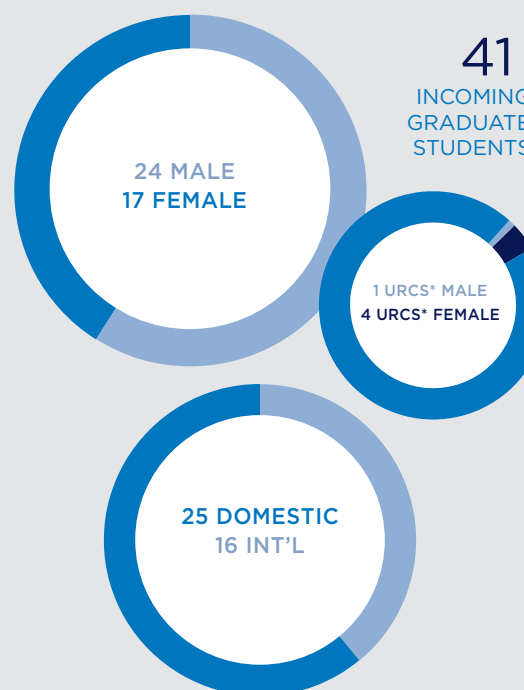 41
INCOMING
GRADUATE
STUDENTS
24 MALE
17 FEMALE
1 URCS* MALE
4 URCS* FEMALE
25 DOMESTIC
16 INT'L